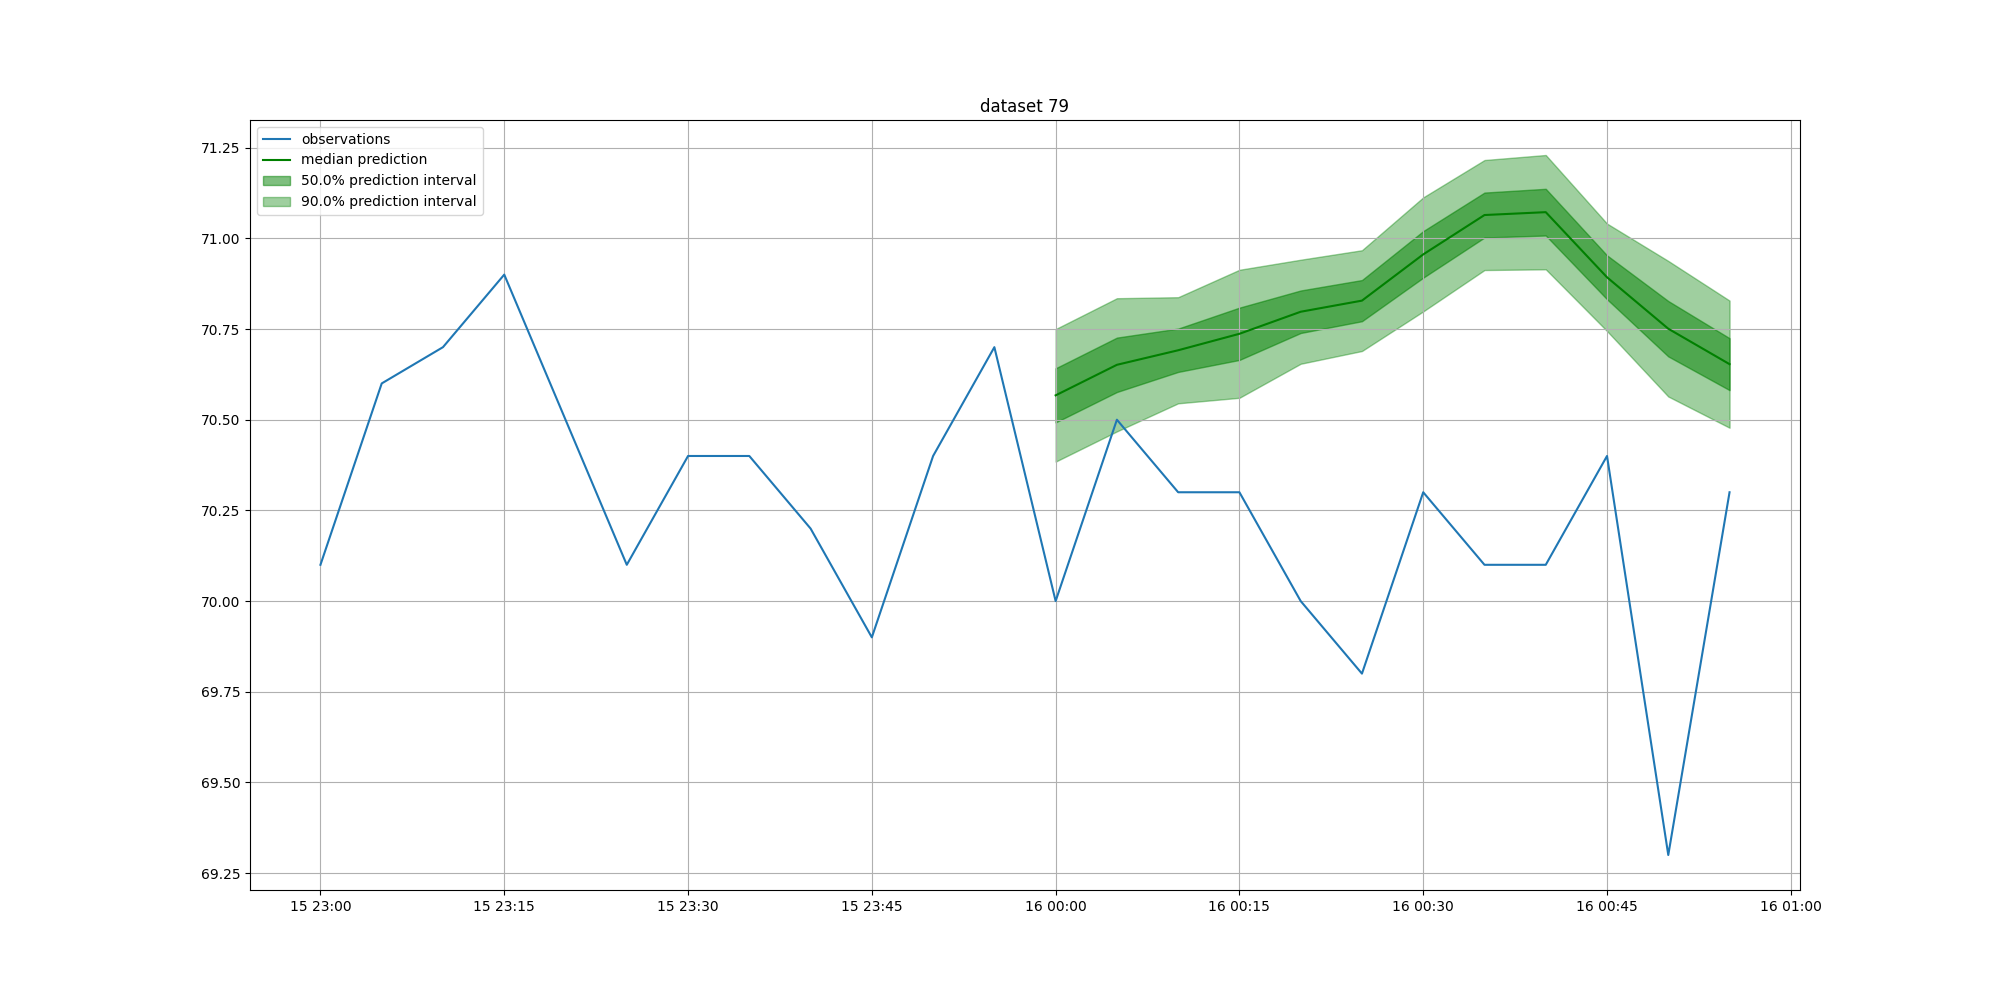 dataset 79
observations
median prediction
50.0% prediction interval
90.0% prediction interval
71.25
71.00
70.75
70.50
70.25
70.00
69.75
69.50
69.25
15 23:00 15 23:15 15 23:30 15 23:45 16 00:00 16 00:15 16 00:30 16 00:45 16 01:00